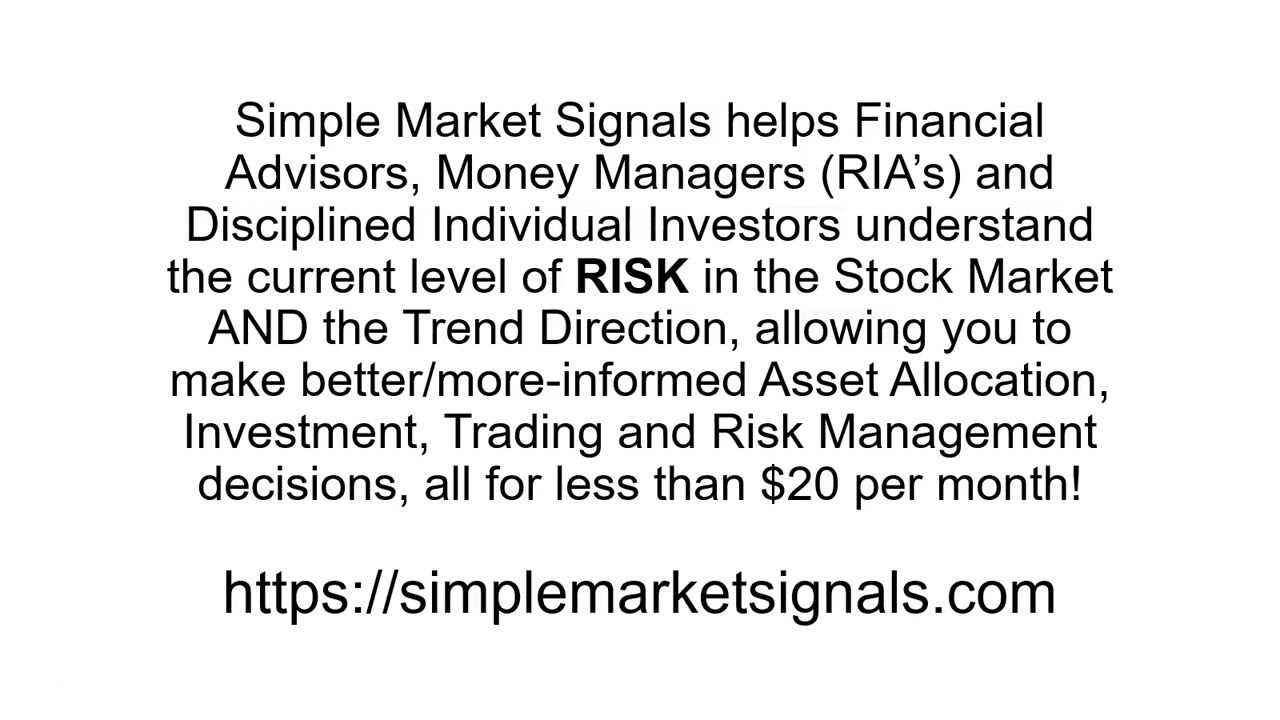 Simple Market Signals helps Financial
Advisors, Money Managers (RIA’s) and
Disciplined Individual Investors understand
the current level of RISK in the Stock Market
AND the Trend Direction, allowing you to
make better/more-informed Asset Allocation,
Investment, Trading and Risk Management
decisions, all for less than $20 per month!
https://simplemarketsignals.com